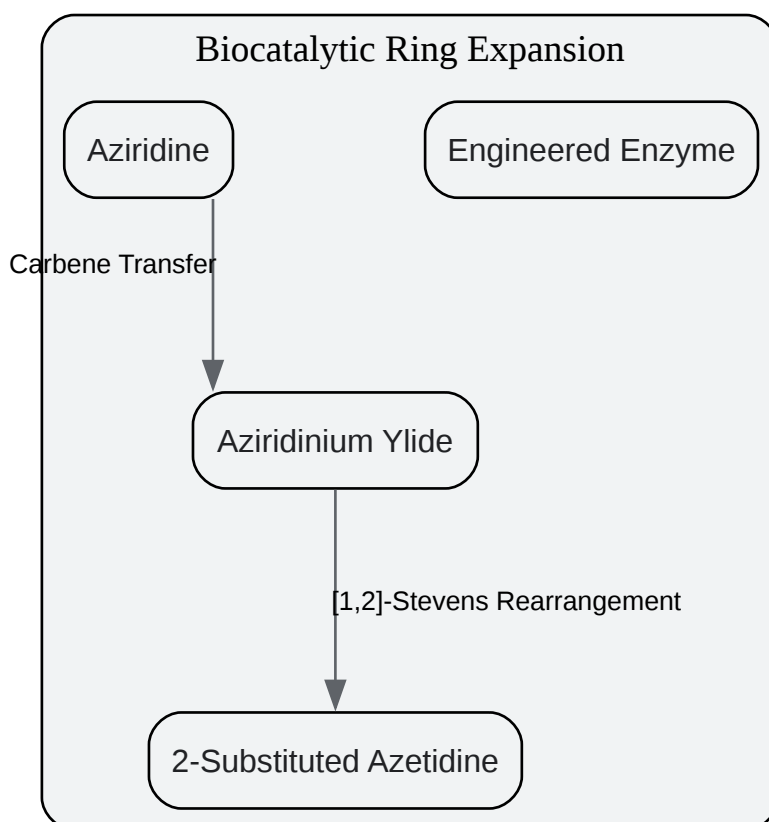 Biocatalytic Ring Expansion
Aziridine
Engineered Enzyme
Carbene Transfer
Aziridinium Ylide
[1,2]-Stevens Rearrangement
2-Substituted Azetidine